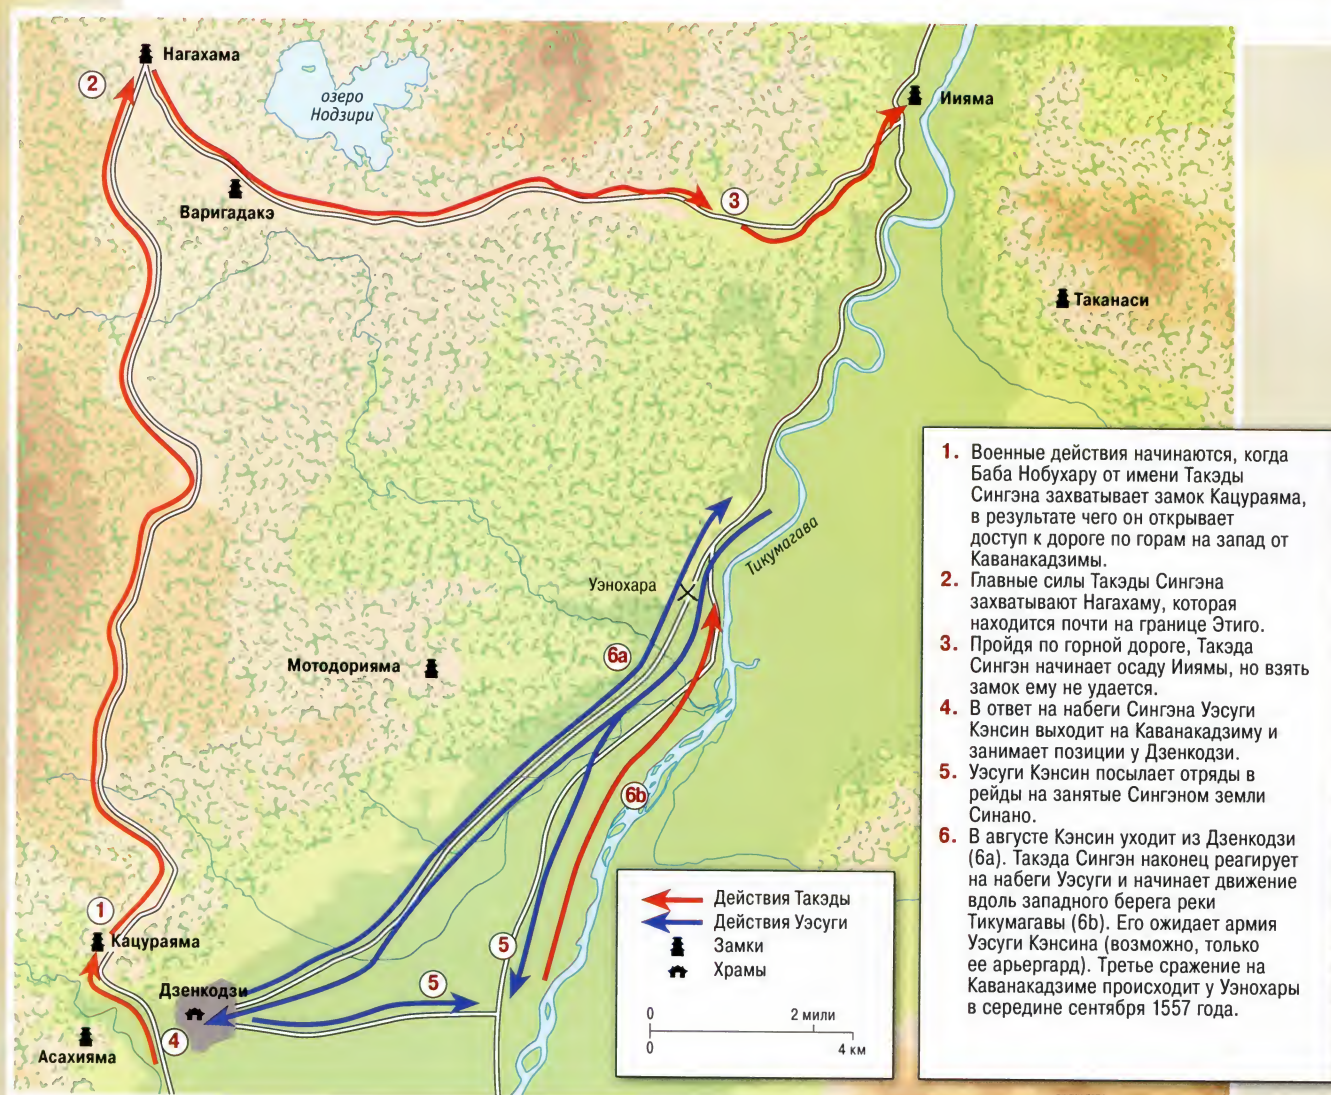 Нагахама
2
озеро
Нодзири
Иияма
Варигадакэ
3
Таканаси
Тикумагава
Уэнохара
6a
Мотодорияма
6b
1
Кацураяма
5
5
Дзенкодзи
4
Асахияма
Действия Такэды
Действия Уэсуги
Замки
Храмы
0 2 мили
0 4 км
1. Военные действия начинаются, когда
Баба Нобухару от имени Такэды
Сингэна захватывает замок Кацураяма,
в результате чего он открывает
доступ к дороге по горам на запад от
Каванакадзимы.
2. Главные силы Такэды Сингэна
захватывают Нагахаму, которая
находится почти на границе Этиго.
3. Пройдя по горной дороге, Такэда
Сингэн начинает осаду Ииямы, но взять
замок ему не удается.
4. В ответ на набеги Сингэна Уэсуги
Кэнсин выходит на Каванакадзиму и
занимает позиции у Дзенкодзи.
5. Уэсуги Кэнсин посылает отряды в
рейды на занятые Сингэном земли
Синано.
6. В августе Кэнсин уходит из Дзенкодзи
(6a). Такэда Сингэн наконец реагирует
на набеги Уэсуги и начинает движение
вдоль западного берега реки
Тикумагавы (6b). Его ожидает армия
Уэсуги Кэнсина (возможно, только
ее арьергард). Третье сражение на
Каванакадзиме происходит у Уэнохары
в середине сентября 1557 года.